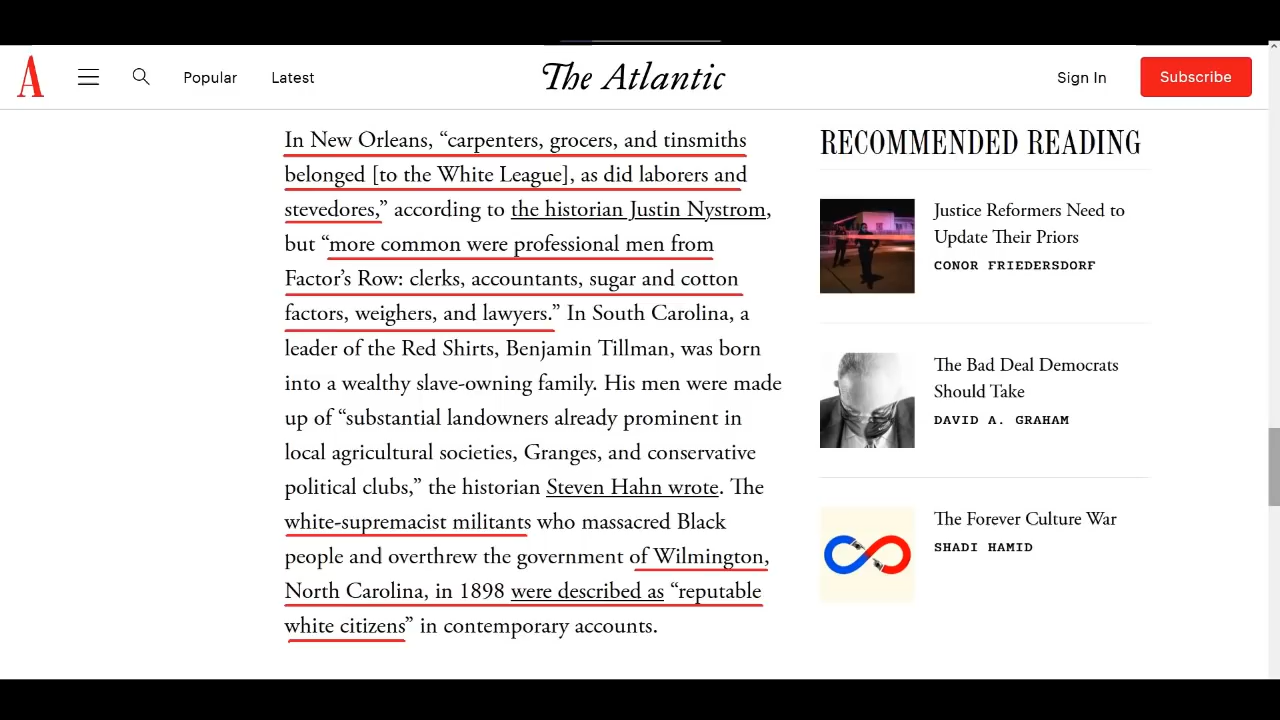 A
Popular
Latest
The Atlantic
Sign In
Subscribe
In New Orleans, “carpenters, grocers, and tinsmiths
belonged [to the White League], as did laborers and
stevedores,” according to the historian Justin Nystrom,
but “more common were professional men from
Factor’s Row: clerks, accountants, sugar and cotton
factors, weighers, and lawyers.” In South Carolina, a
leader of the Red Shirts, Benjamin Tillman, was born
into a wealthy slave-owning family. His men were made
up of “substantial landowners already prominent in
local agricultural societies, Granges, and conservative
political clubs,” the historian Steven Hahn wrote. The
white-supremacist militants who massacred Black
people and overthrew the government of Wilmington,
North Carolina, in 1898 were described as “reputable
white citizens” in contemporary accounts.
RECOMMENDED READING
Justice Reformers Need to
Update Their Priors
CONOR FRIEDERSDORF
The Bad Deal Democrats
Should Take
DAVID A. GRAHAM
The Forever Culture War
SHADI HAMID